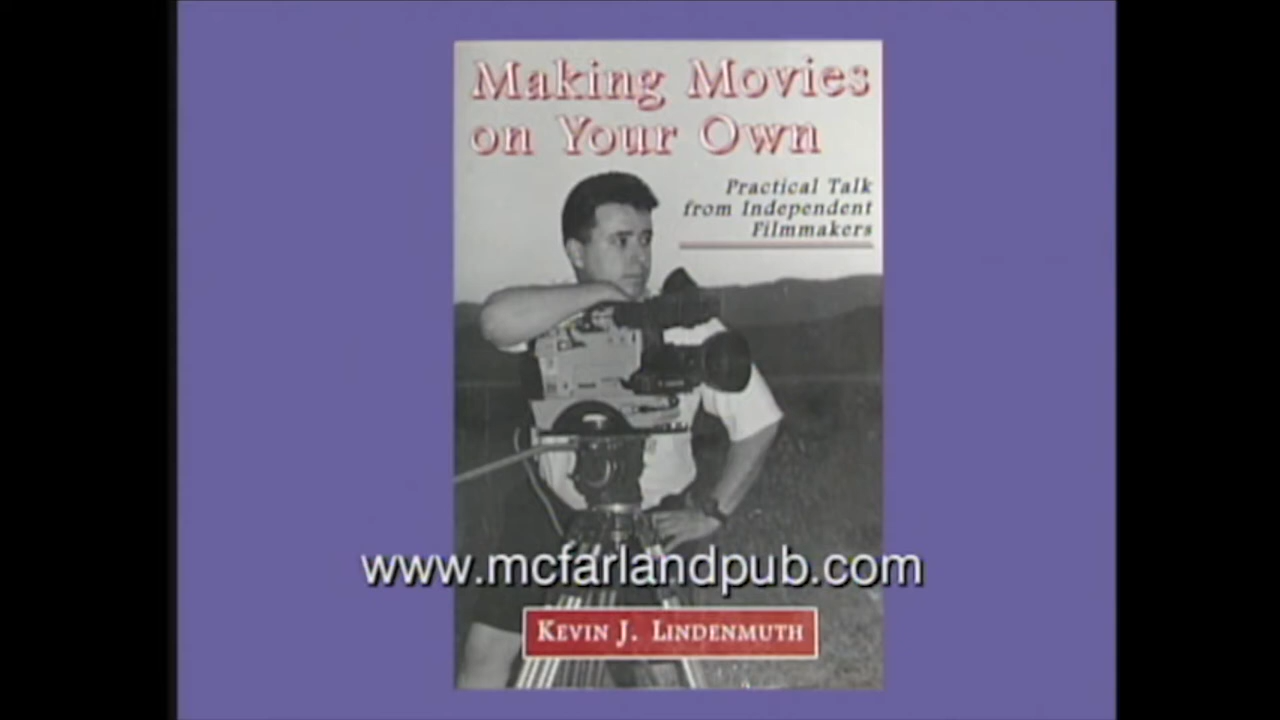 Making Movies
on Your Own
Practical Talk
from Independent
Filmmakers
www.mcfarlandpub.com
KEVIN J. LINDENMUTH